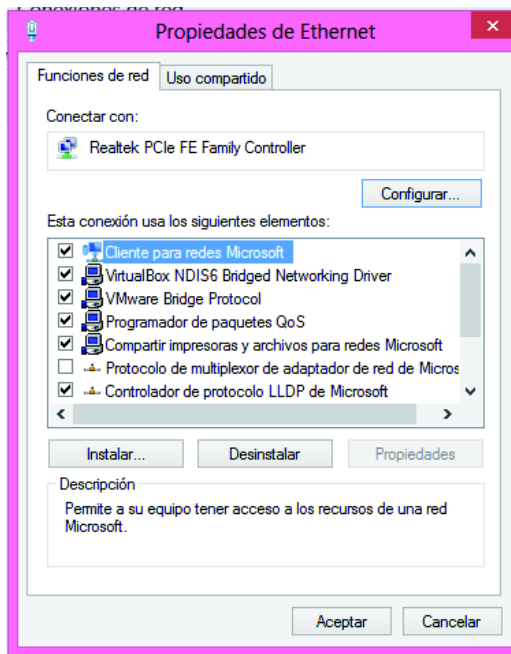 Conexiones de red
Propiedades de Ethernet
Funciones de red
Uso compartido
Conectar con:
Realtek PCIe FE Family Controller
Configurar...
Esta conexión usa los siguientes elementos:
Cliente para redes Microsoft
VirtualBox NDIS6 Bridged Networking Driver
VMware Bridge Protocol
Programador de paquetes QoS
Compartir impresoras y archivos para redes Microsoft
Protocolo de multiplexor de adaptador de red de Micros
Controlador de protocolo LLDP de Microsoft
Instalar...
Desinstalar
Propiedades
Descripción
Permite a su equipo tener acceso a los recursos de una red
Microsoft.
Aceptar
Cancelar